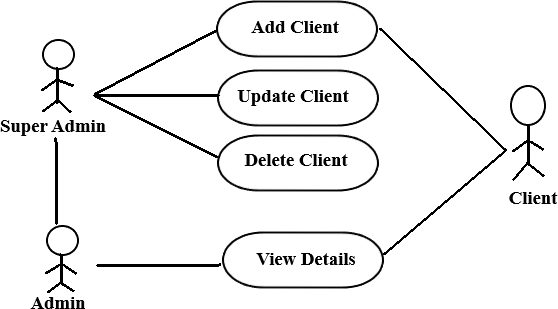 Add Client
Update Client
Super Admin
Delete Client
Client
View Details
Admin